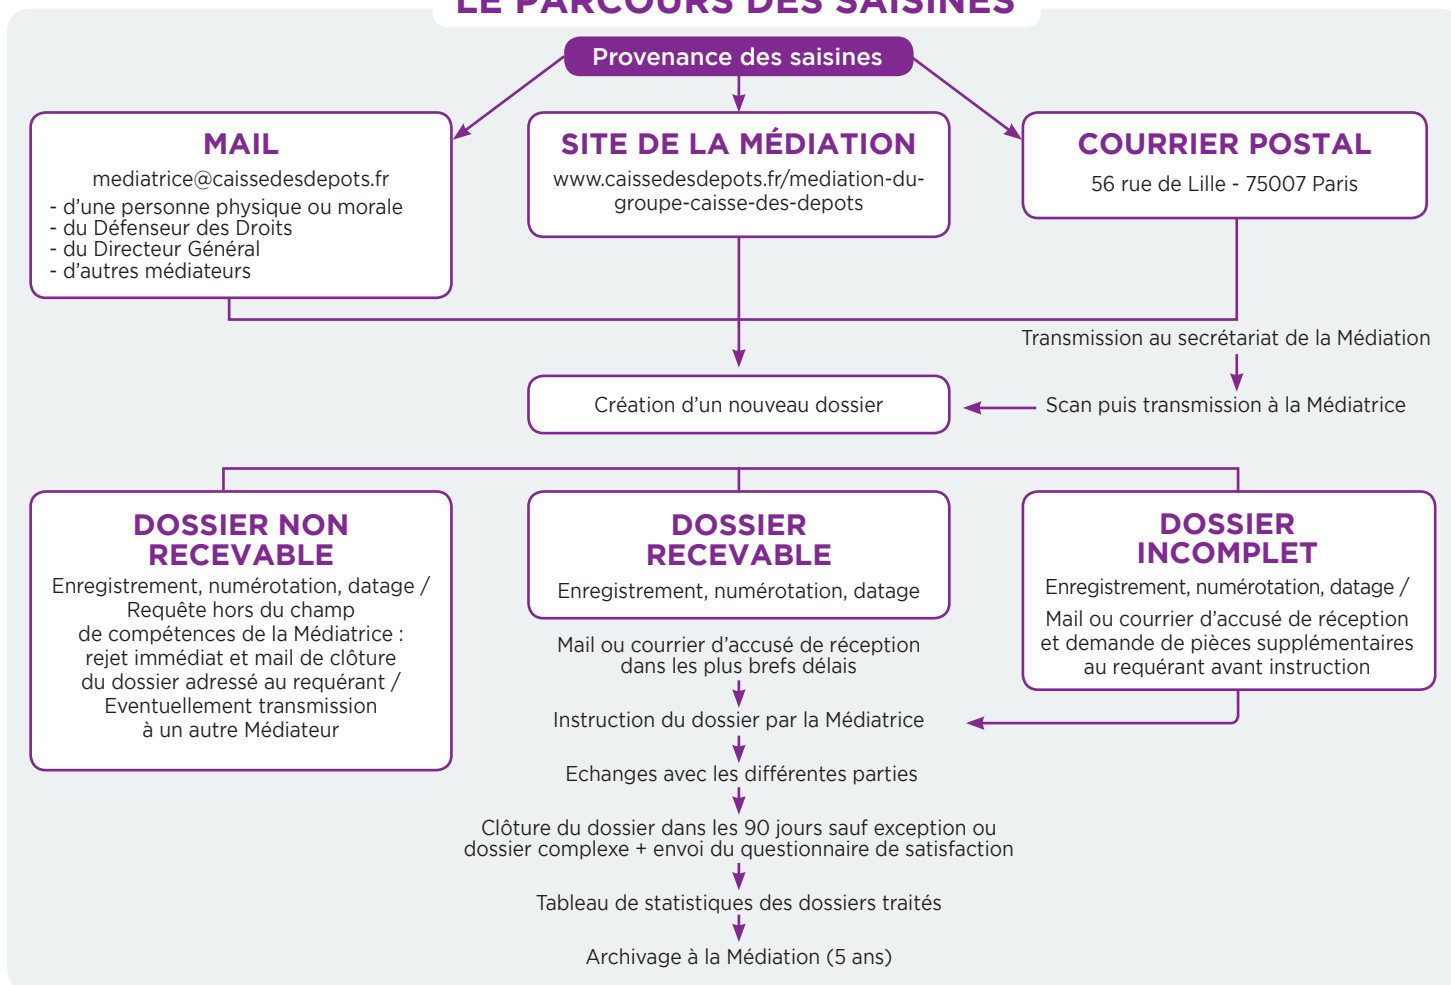 LE PARCOURS DES SAISINES
Provenance des saisines
MAIL
mediatrice@caissedesdepots.fr
- d’une personne physique ou morale
- du Défenseur des Droits
- du Directeur Général
- d’autres médiateurs
SITE DE LA MÉDIATION
www.caissedesdepots.fr/mediation-du-
groupe-caisse-des-depots
COURRIER POSTAL
56 rue de Lille - 75007 Paris
Transmission au secrétariat de la Médiation
Scan puis transmission à la Médiatrice
Création d’un nouveau dossier
DOSSIER NON
RECEVABLE
Enregistrement, numérotation, datage /
Requête hors du champ
de compétences de la Médiatrice :
rejet immédiat et mail de clôture
du dossier adressé au requérant /
Eventuellement transmission
à un autre Médiateur
DOSSIER
RECEVABLE
Enregistrement, numérotation, datage
Mail ou courrier d’accusé de réception
dans les plus brefs délais
Instruction du dossier par la Médiatrice
Echanges avec les différentes parties
Clôture du dossier dans les 90 jours sauf exception ou
dossier complexe + envoi du questionnaire de satisfaction
Tableau de statistiques des dossiers traités
Archivage à la Médiation (5 ans)
DOSSIER
INCOMPLET
Enregistrement, numérotation, datage /
Mail ou courrier d’accusé de réception
et demande de pièces supplémentaires
au requérant avant instruction